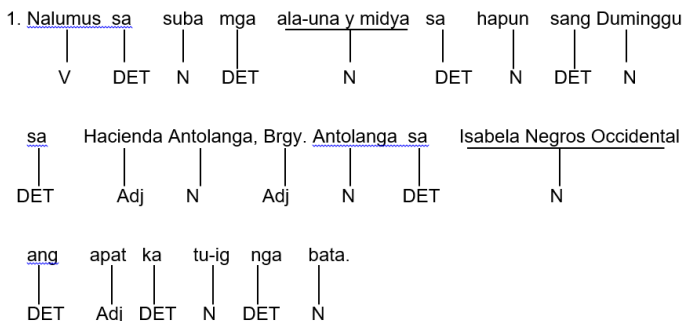 1. Nalumus sa suba mga ala-una y midya sa hapun sang Duminggu
V DET N DET N DET N DET N
sa Hacienda Antolanga, Brgy. Antolanga sa Isabela Negros Occidental
DET Adj N Adj N DET N
ang apat ka tu-ig nga bata.
DET Adj DET N DET N